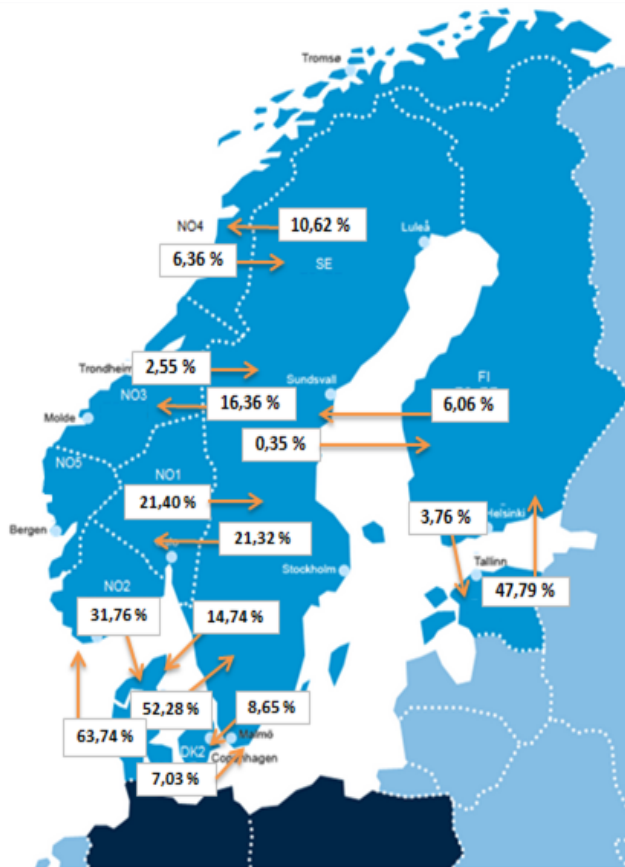 Tromsø
NO4
10,62 %
Luleå
6,36 %
SE
2,55 %
Trondheim
Sundsvall
FI
NO3
16,36 %
6,06 %
Molde
0,35 %
NO5
NO1
21,40 %
3,76 %
Helsinki
Bergen
21,32 %
Tallinn
Stockholm
NO2
47,79 %
31,76 %
14,74 %
52,28 %
8,65 %
63,74 %
DK2
Malmö
Copenhagen
7,03 %